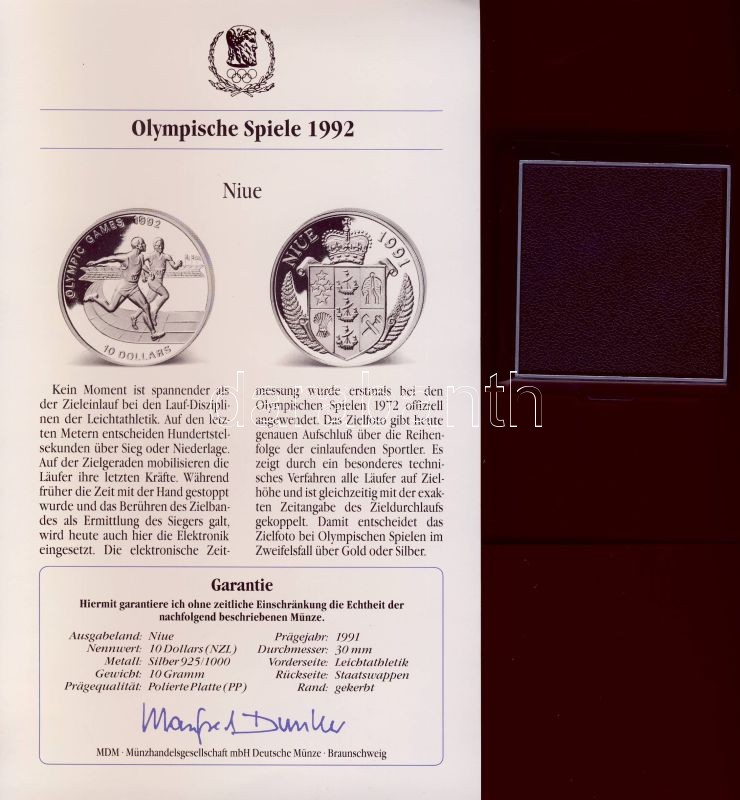 Olympische Spiele 1992
Niue
OLYMPIC GAMES 1992
10 DOLLARS
NIUE 1991
Kein Moment ist spannender als
der Zieleinlauf bei den Lauf-Diszipli-
nen der Leichtathletik. Auf den letz-
ten Metern entscheiden Hundertstel-
sekunden über Sieg oder Niederlage.
Auf der Zielgeraden mobilisieren die
Läufer ihre letzten Kräfte. Während
früher die Zeit mit der Hand gestoppt
wurde und das Berühren des Zielban-
des als Ermittlung des Siegers galt,
wird heute auch hier die Elektronik
eingesetzt. Die elektronische Zeit-
messung wurde erstmals bei den
Olympischen Spielen 1972 offiziell
angewendet. Das Zielfoto gibt heute
genauen Aufschluß über die Reihen-
folge der einlaufenden Sportler. Es
zeigt durch ein besonderes techni-
sches Verfahren alle Läufer auf Ziel-
höhe und ist gleichzeitig mit der exak-
ten Zeitangabe des Zieldurchlaufs
gekoppelt. Damit entscheidet das
Zielfoto bei Olympischen Spielen im
Zweifelsfall über Gold oder Silber.
Garantie
Hiermit garantiere ich ohne zeitliche Einschränkung die Echtheit der
nachfolgend beschriebenen Münze.
Ausgabeland: Niue
Nennwert: 10 Dollars (NZL)
Metall: Silber 925/1000
Gewicht: 10 Gramm
Prägequalität: Polierte Platte (PP)
Prägejahr: 1991
Durchmesser: 30 mm
Vorderseite: Leichtathletik
Rückseite: Staatswappen
Rand: gekerbt
Manfred Dunker
MDM · Münzhandelsgesellschaft mbH Deutsche Münze · Braunschweig
darabanth